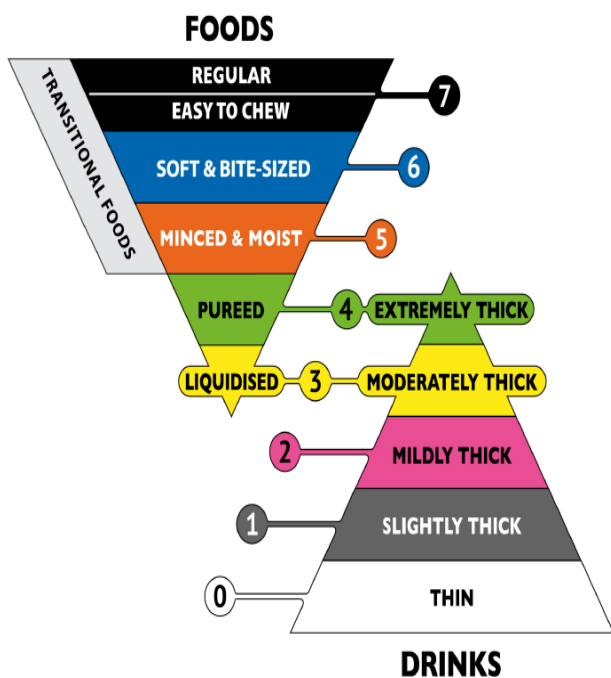 FOODS
REGULAR
EASY TO CHEW
7
TRANSITIONAL FOODS
SOFT & BITE-SIZED
6
MINCED & MOIST
5
PUREED
4
EXTREMELY THICK
LIQUIDISED
3
MODERATELY THICK
2
MILDLY THICK
1
SLIGHTLY THICK
0
THIN
DRINKS